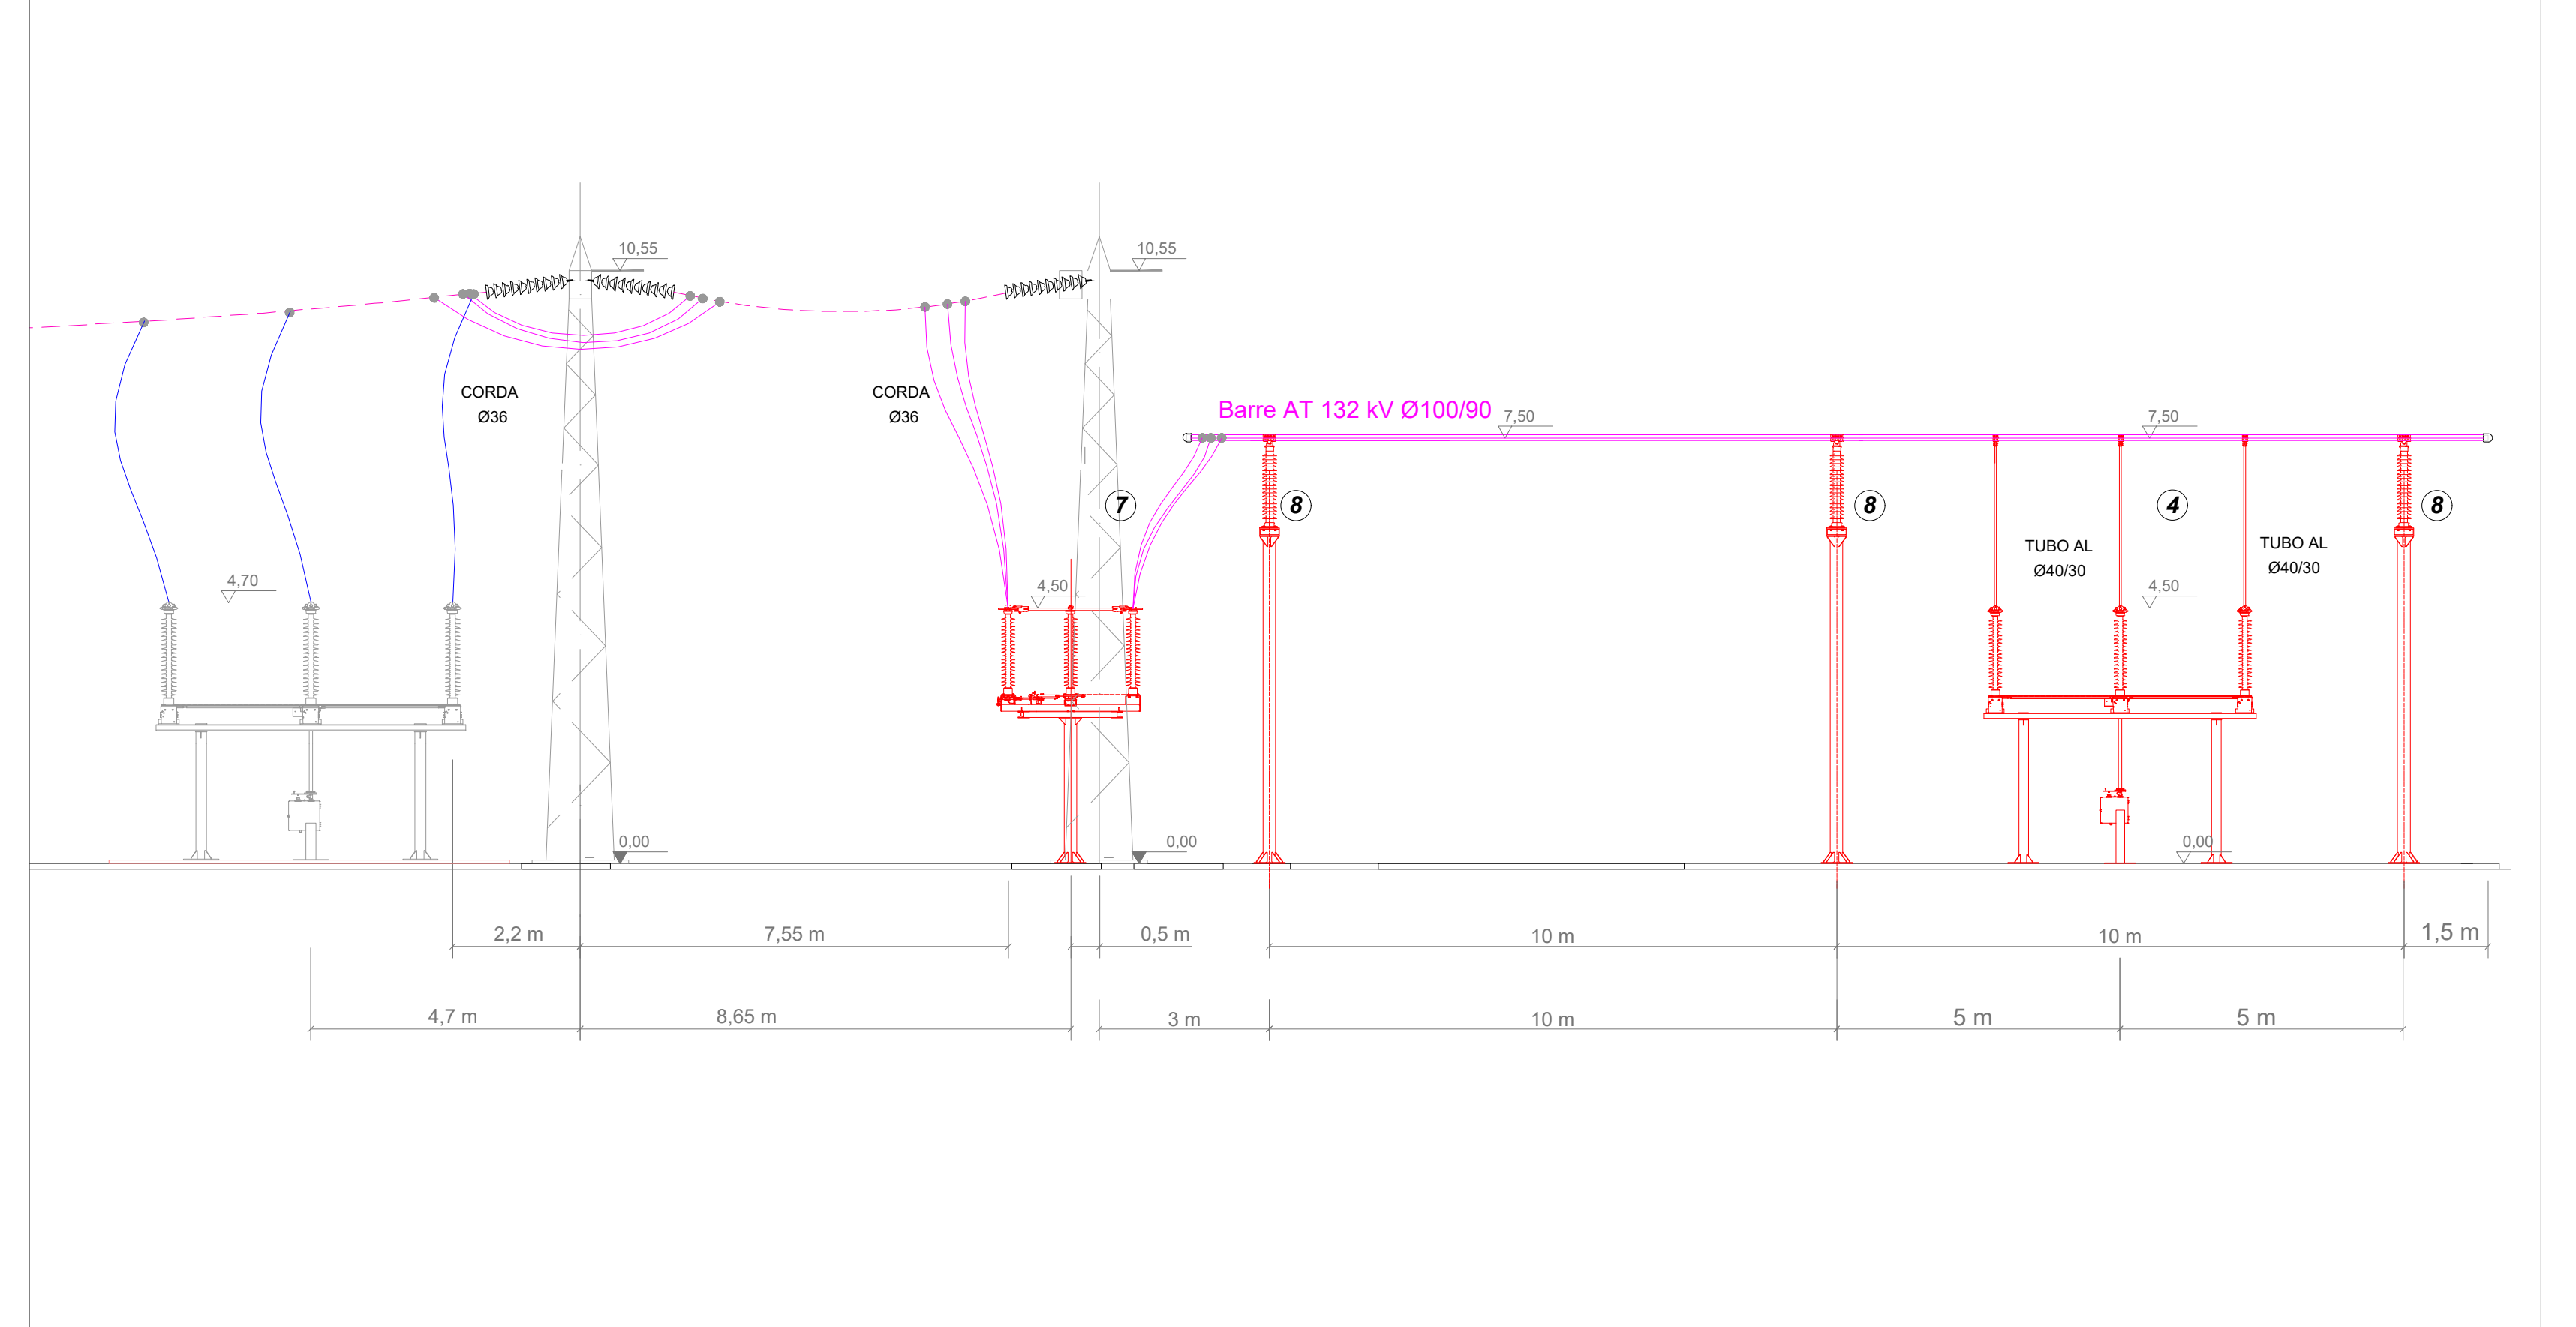 10,55
10,55
CORDA
Ø36
CORDA
Ø36
Barre AT 132 kV Ø100/90
7,50
7,50
7
8
8
4
8
TUBO AL
Ø40/30
TUBO AL
Ø40/30
4,70
4,50
4,50
0,00
0,00
0,00
2,2 m
7,55 m
0,5 m
10 m
10 m
1,5 m
4,7 m
8,65 m
3 m
10 m
5 m
5 m